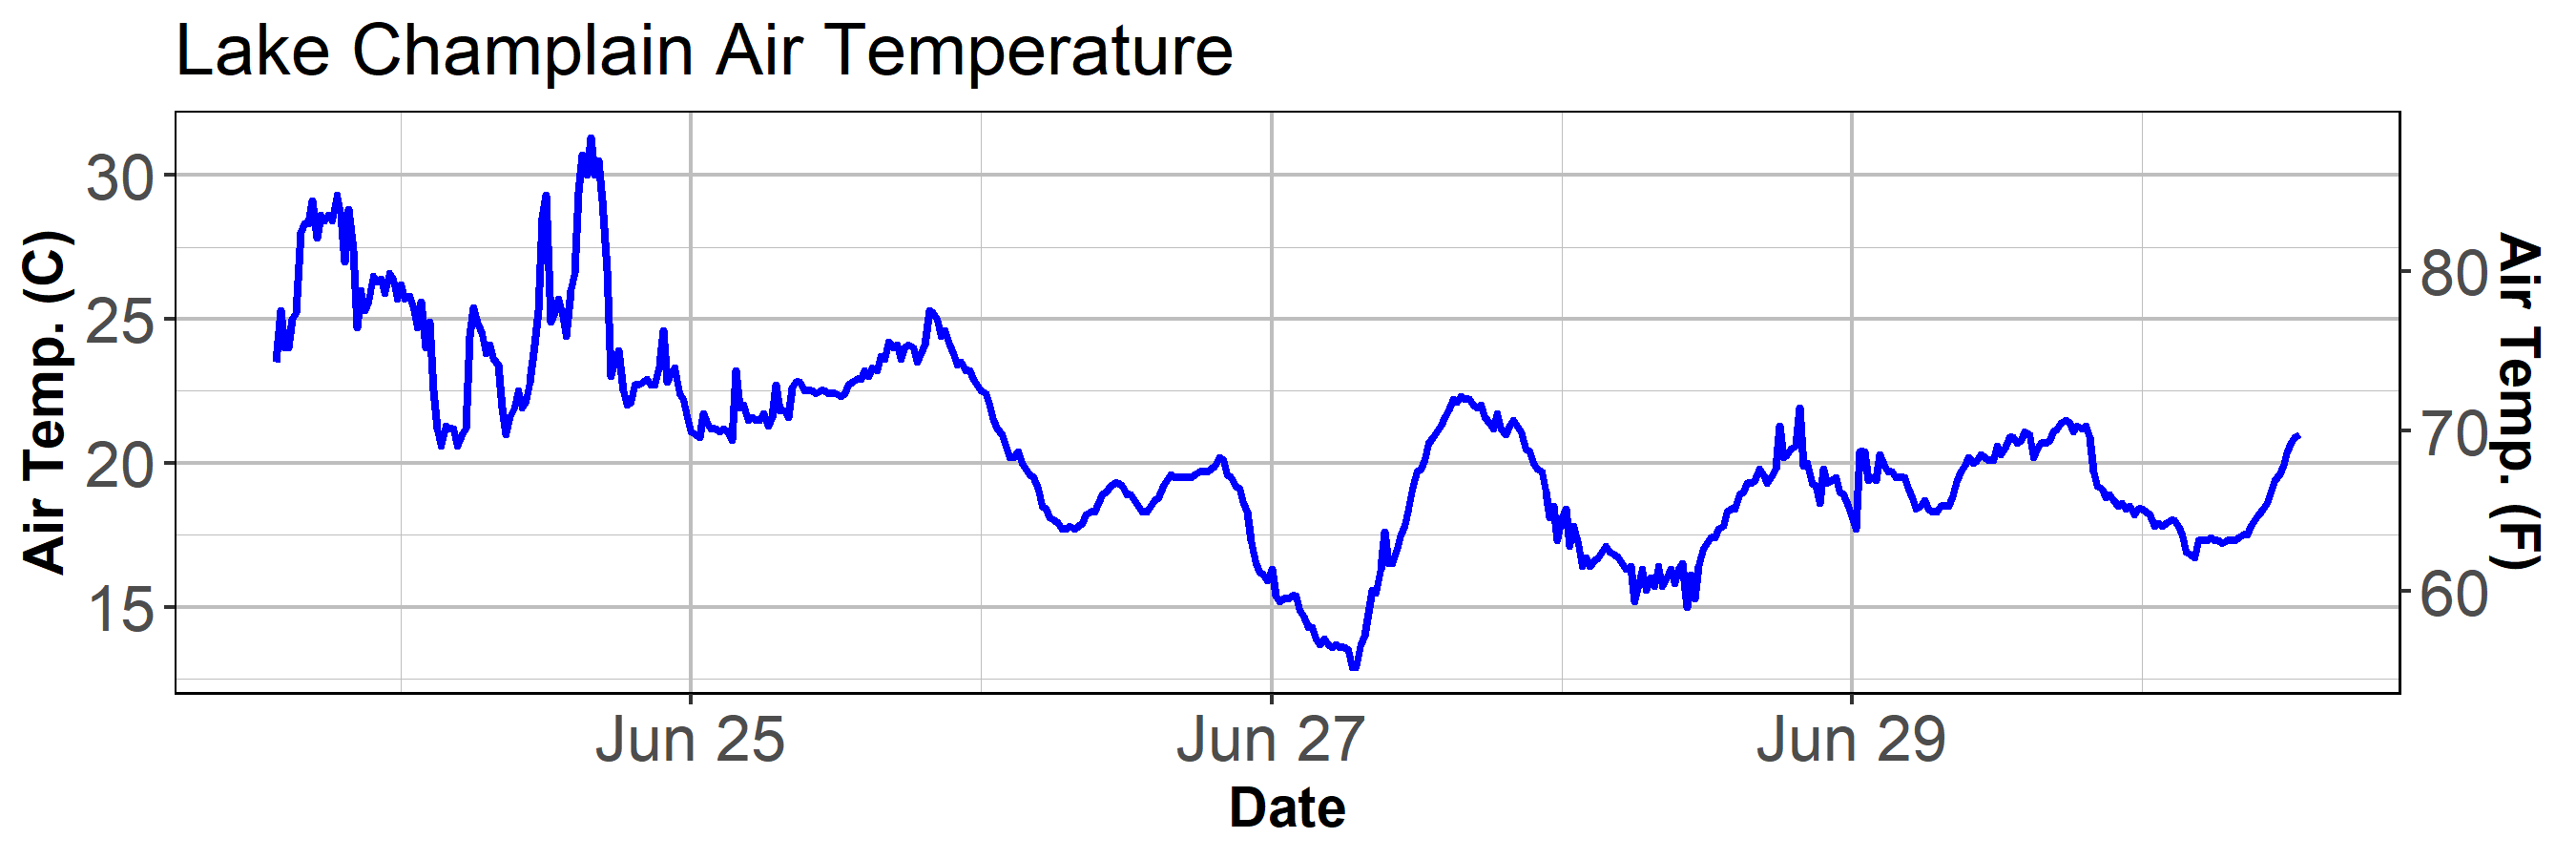 Lake Champlain Air Temperature
Air Temp. (C)
30
25
20
15
80
70
60
Air Temp. (F)
Jun 25
Jun 27
Jun 29
Date